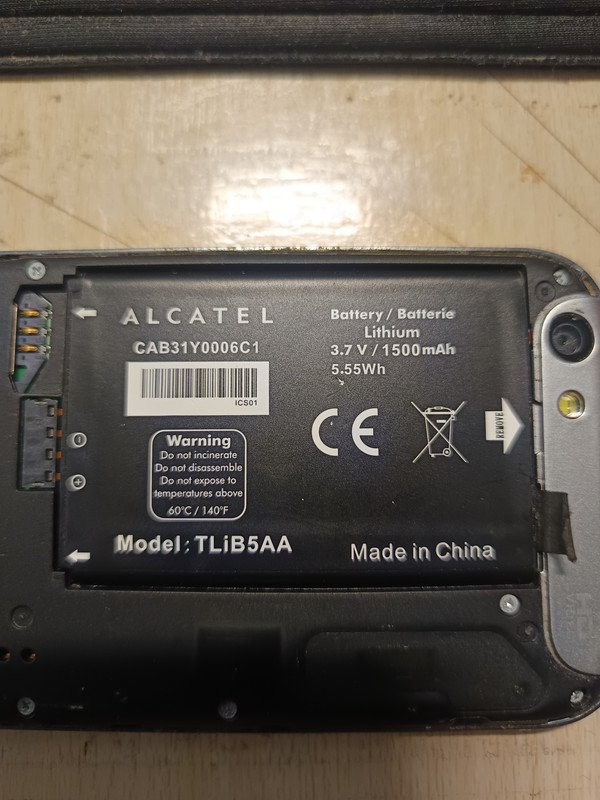 ALCATEL
CAB31Y0006C1
ICS01
Battery / Batterie
Lithium
3.7 V / 1500mAh
5.55Wh
Warning
Do not incinerate
Do not disassemble
Do not expose to
temperatures above
60°C / 140°F
CE
REMOVE
Model: TLiB5AA
Made in China